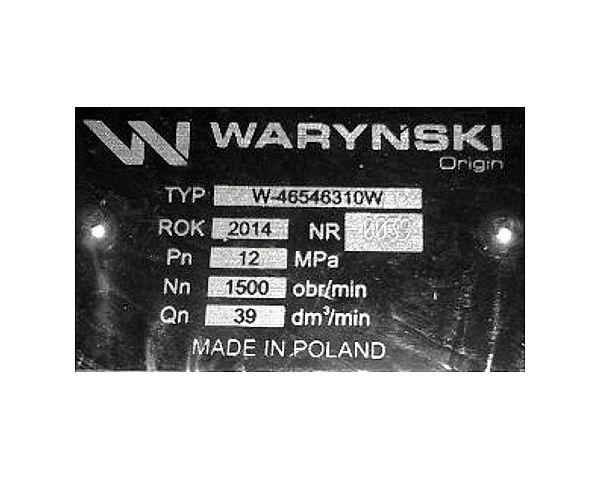 WARYŃSKI
Origin
TYP W-46546310W
ROK 2014 NR
Pn 12 MPa
Nn 1500 obr/min
Qn 39 dm³/min
MADE IN POLAND